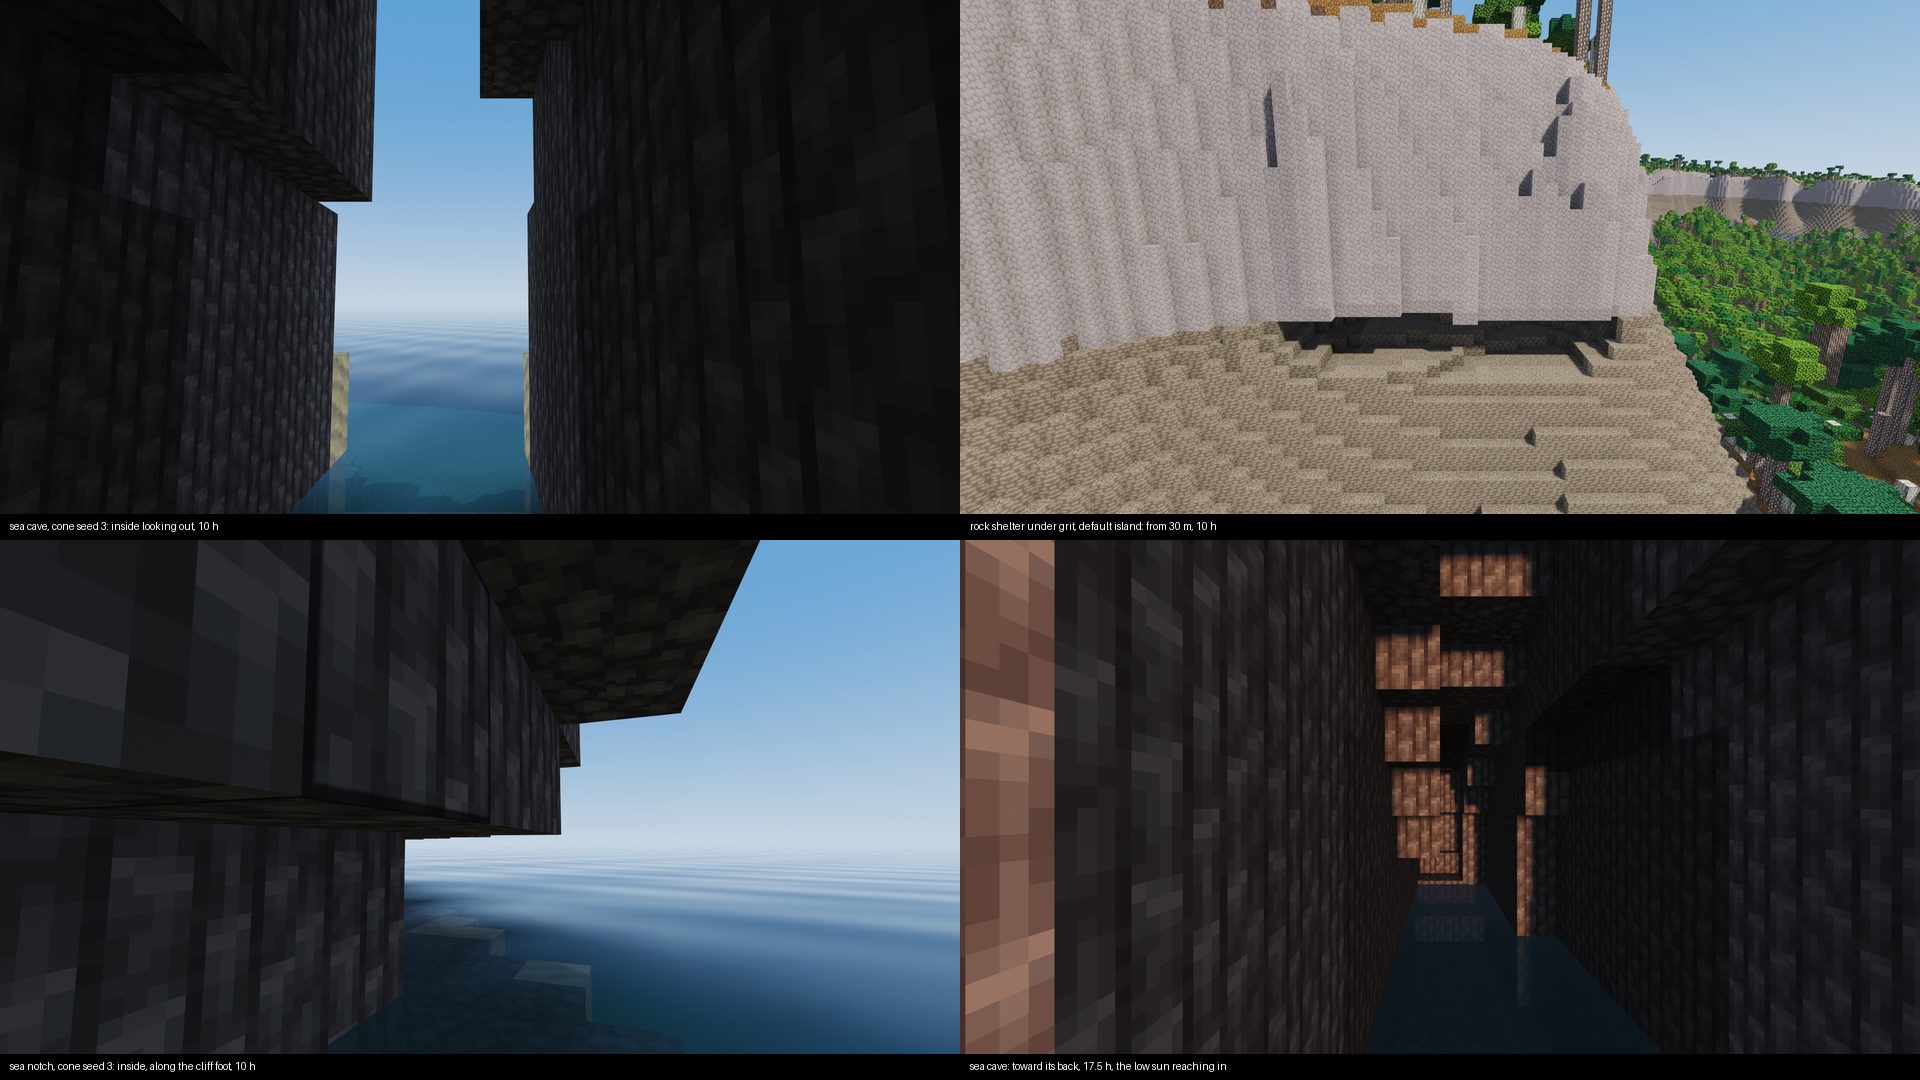 sea cave, cone seed 3: inside looking out, 10 h
rock shelter under grit, default island: from 30 m, 10 h
sea notch, cone seed 3: inside, along the cliff foot, 10 h
sea cave: toward its back, 17.5 h, the low sun reaching in